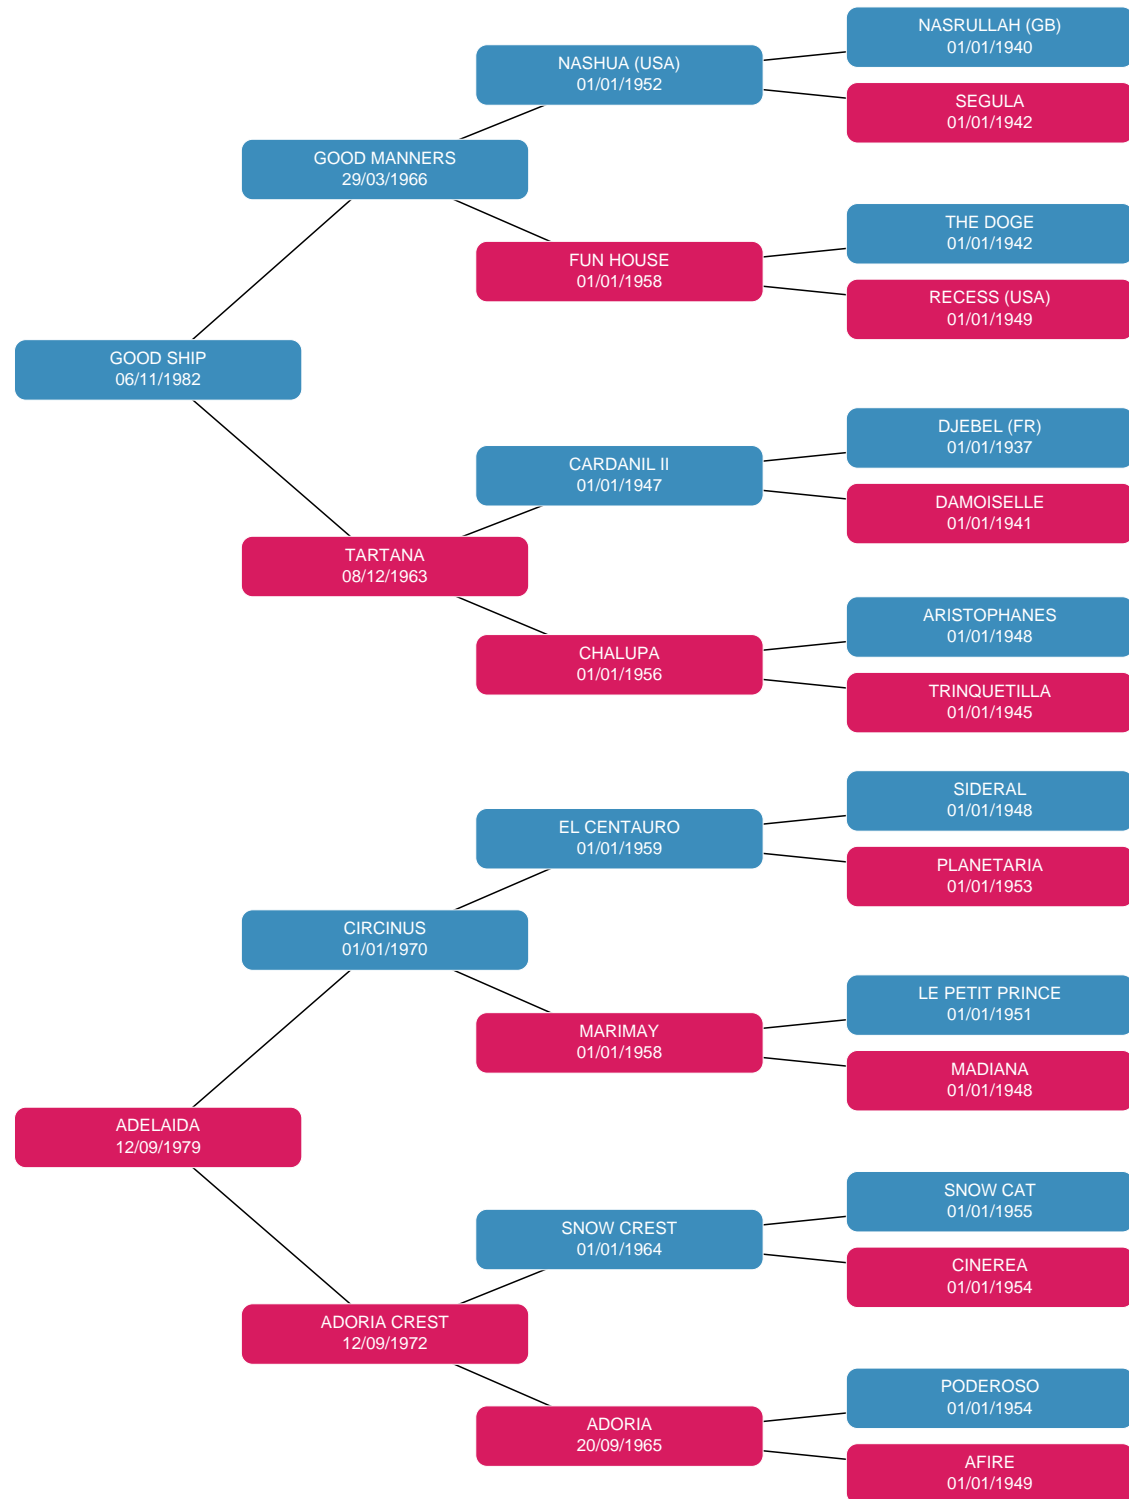 NASRULLAH (GB)
01/01/1940
NASHUA (USA)
01/01/1952
SEGULA
01/01/1942
GOOD MANNERS
29/03/1966
THE DOGE
01/01/1942
FUN HOUSE
01/01/1958
RECESS (USA)
01/01/1949
GOOD SHIP
06/11/1982
DJEBEL (FR)
01/01/1937
CARDANIL II
01/01/1947
DAMOISELLE
01/01/1941
TARTANA
08/12/1963
ARISTOPHANES
01/01/1948
CHALUPA
01/01/1956
TRINQUETILLA
01/01/1945
SIDERAL
01/01/1948
EL CENTAURO
01/01/1959
PLANETARIA
01/01/1953
CIRCINUS
01/01/1970
LE PETIT PRINCE
01/01/1951
MARIMAY
01/01/1958
MADIANA
01/01/1948
ADELAIDA
12/09/1979
SNOW CAT
01/01/1955
SNOW CREST
01/01/1964
CINEREA
01/01/1954
ADORIA CREST
12/09/1972
PODEROSO
01/01/1954
ADORIA
20/09/1965
AFIRE
01/01/1949